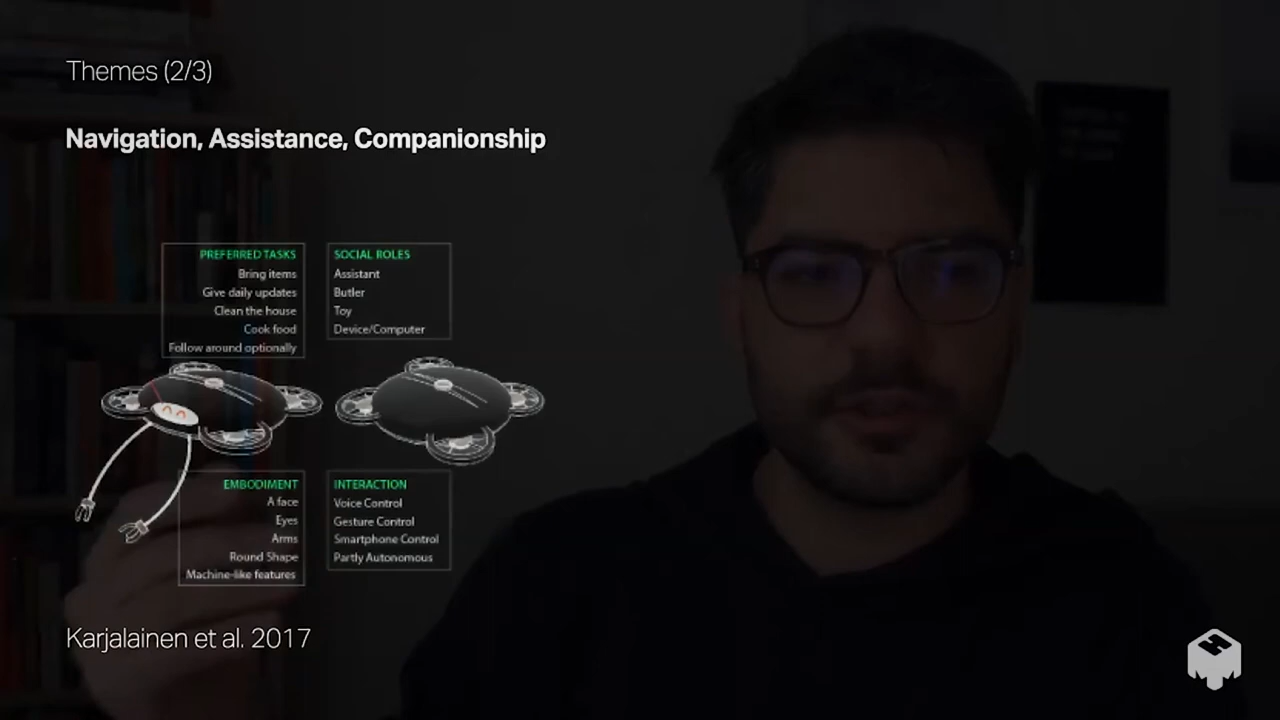 Themes (2/3)
Navigation, Assistance, Companionship
PREFERRED TASKS
Bring items
Give daily updates
Clean the house
Cook food
Follow around optionally
SOCIAL ROLES
Assistant
Butler
Toy
Device/Computer
EMBODIMENT
A face
Eyes
Arms
Round Shape
Machine-like features
INTERACTION
Voice Control
Gesture Control
Smartphone Control
Partly Autonomous
Karjalainen et al. 2017